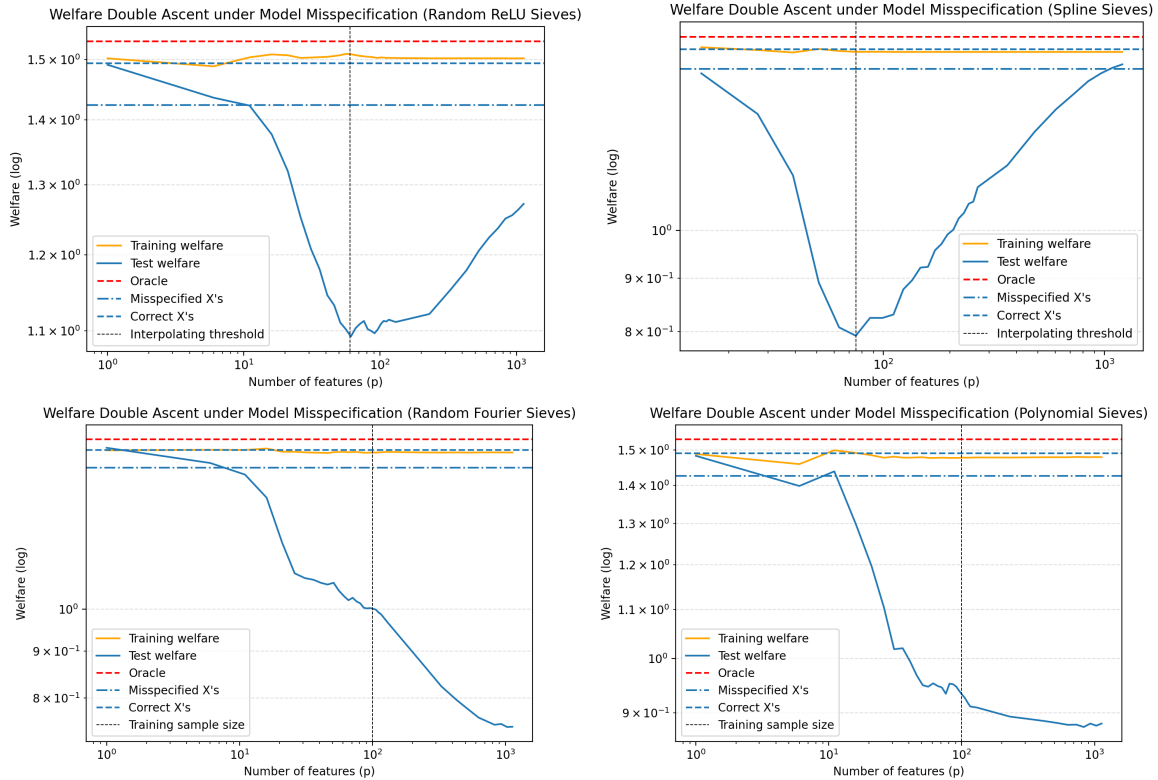 Welfare Double Ascent under Model Misspecification (Random ReLU Sieves)
1.5 × 10⁰
1.4 × 10⁰
1.3 × 10⁰
1.2 × 10⁰
1.1 × 10⁰
Welfare (log)
Training welfare
Test welfare
Oracle
Misspecified X's
Correct X's
Interpolating threshold
10⁰
10¹
10²
10³
Number of features (p)
Welfare Double Ascent under Model Misspecification (Spline Sieves)
10⁰
9 × 10⁻¹
8 × 10⁻¹
Welfare (log)
Training welfare
Test welfare
Oracle
Misspecified X's
Correct X's
Interpolating threshold
10²
10³
Number of features (p)
Welfare Double Ascent under Model Misspecification (Random Fourier Sieves)
10⁰
9 × 10⁻¹
8 × 10⁻¹
Welfare (log)
Training welfare
Test welfare
Oracle
Misspecified X's
Correct X's
Training sample size
10⁰
10¹
10²
10³
Number of features (p)
Welfare Double Ascent under Model Misspecification (Polynomial Sieves)
1.5 × 10⁰
1.4 × 10⁰
1.3 × 10⁰
1.2 × 10⁰
1.1 × 10⁰
10⁰
9 × 10⁻¹
Welfare (log)
Training welfare
Test welfare
Oracle
Misspecified X's
Correct X's
Training sample size
10⁰
10¹
10²
10³
Number of features (p)